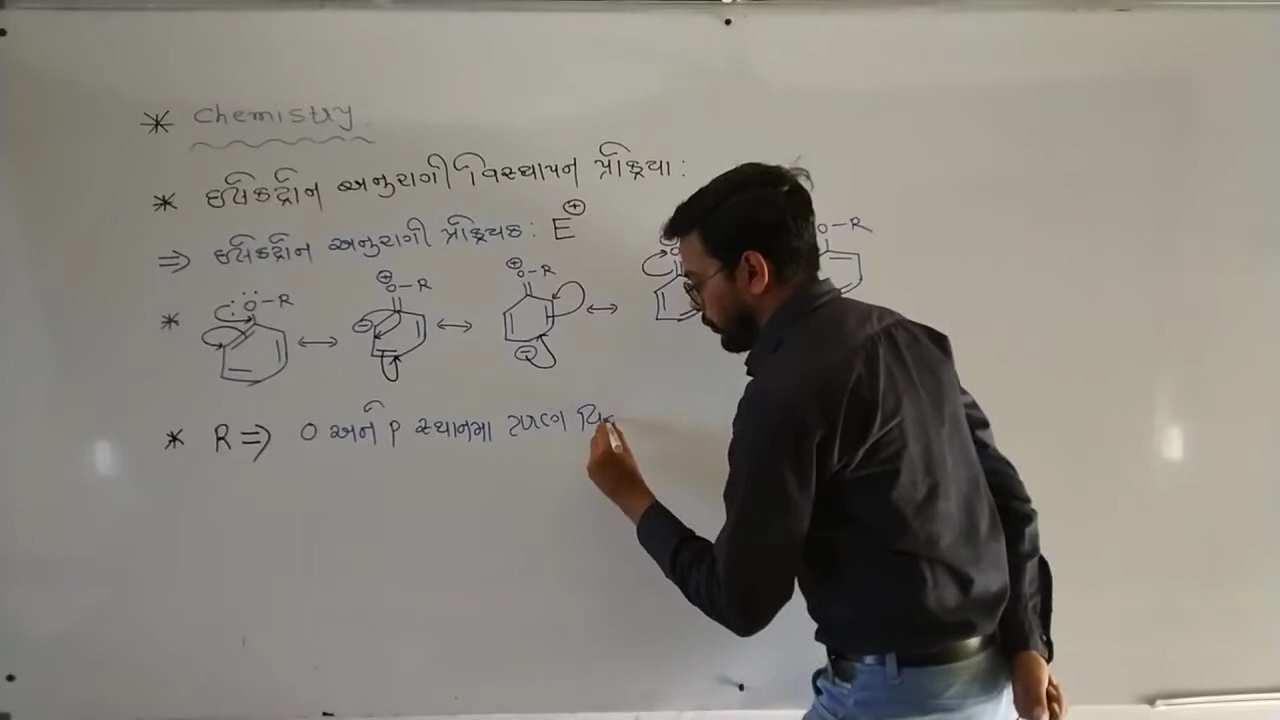 * Chemistry
* ઇલેક્ટ્રોન અનુરાગી વિસ્થાપન પ્રક્રિયા :
⇒ ઇલેક્ટ્રોન અનુરાગી પ્રક્રિયક : E⊕
* :Ö-R ↔ ⊕ O-R ⊖ ↔ ⊕ O-R ⊖ ↔ O-R
* R ⇒ O અને P સ્થાનમા